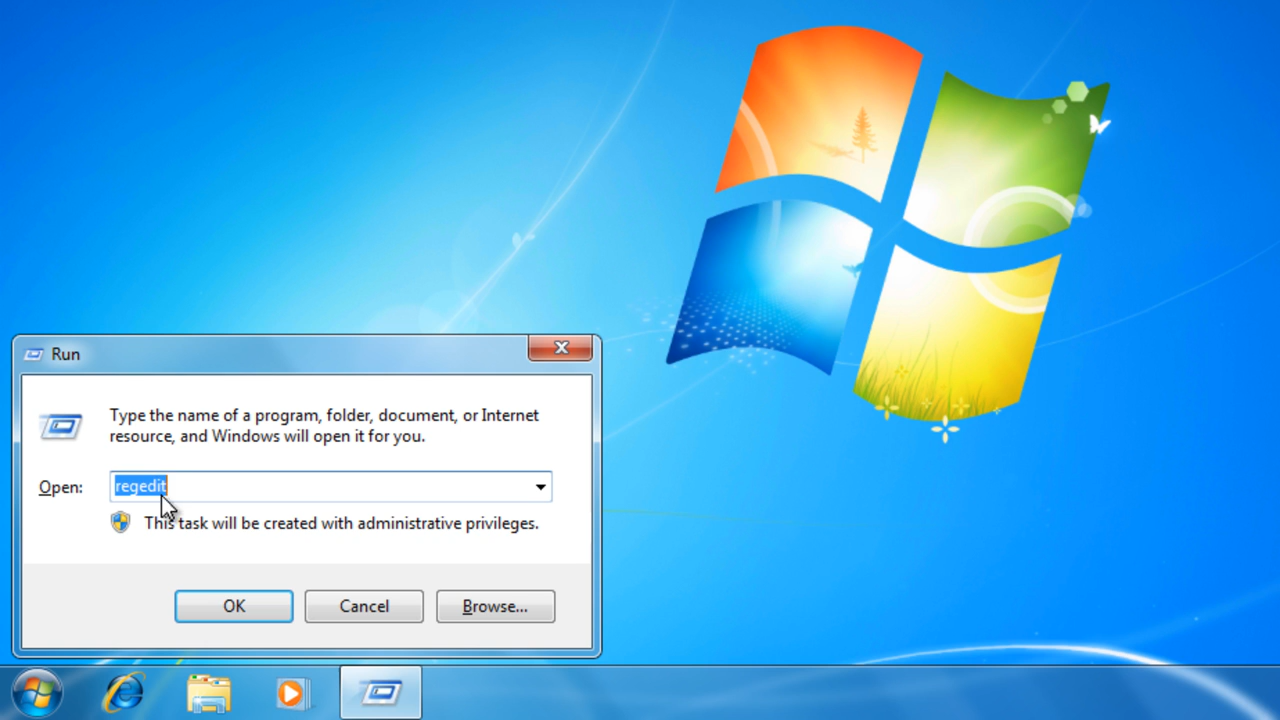 Run
Type the name of a program, folder, document, or Internet
resource, and Windows will open it for you.
Open:
regedit
This task will be created with administrative privileges.
OK
Cancel
Browse...